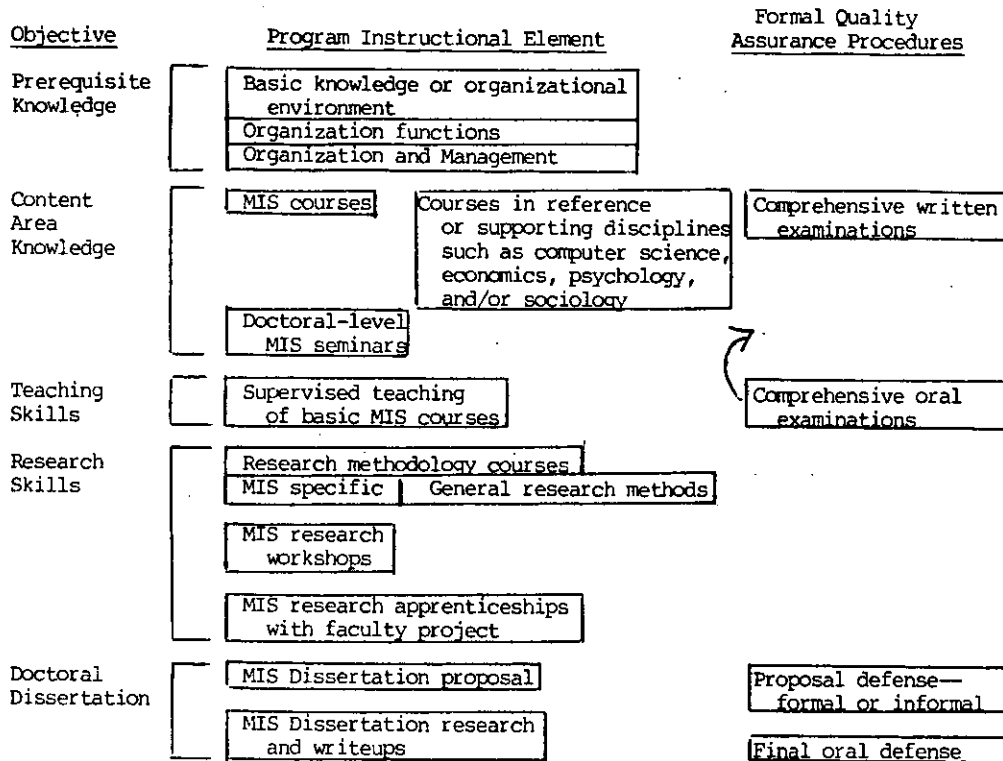 Objective
Program Instructional Element
Formal Quality
Assurance Procedures
Prerequisite
Knowledge
Basic knowledge or organizational
environment
Organization functions
Organization and Management
Content
Area
Knowledge
MIS courses
Courses in reference
or supporting disciplines
such as computer science,
economics, psychology,
and/or sociology
Doctoral-level
MIS seminars
Comprehensive written
examinations
Teaching
Skills
Supervised teaching
of basic MIS courses
Comprehensive oral
examinations
Research
Skills
Research methodology courses
MIS specific
General research methods
MIS research
workshops
MIS research apprenticeships
with faculty project
Doctoral
Dissertation
MIS Dissertation proposal
MIS Dissertation research
and writeups
Proposal defense—
formal or informal
Final oral defense